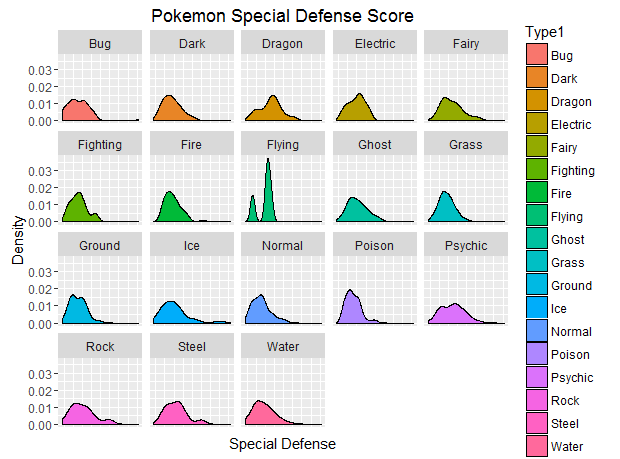 Pokemon Special Defense Score
Type1
Bug Dark Dragon Electric Fairy
0.03
0.02
0.01
0.00
Fighting Fire Flying Ghost Grass
0.03
0.02
0.01
0.00
Ground Ice Normal Poison Psychic
0.03
0.02
0.01
0.00
Rock Steel Water
0.03
0.02
0.01
0.00
Density
Special Defense
Bug
Dark
Dragon
Electric
Fairy
Fighting
Fire
Flying
Ghost
Grass
Ground
Ice
Normal
Poison
Psychic
Rock
Steel
Water